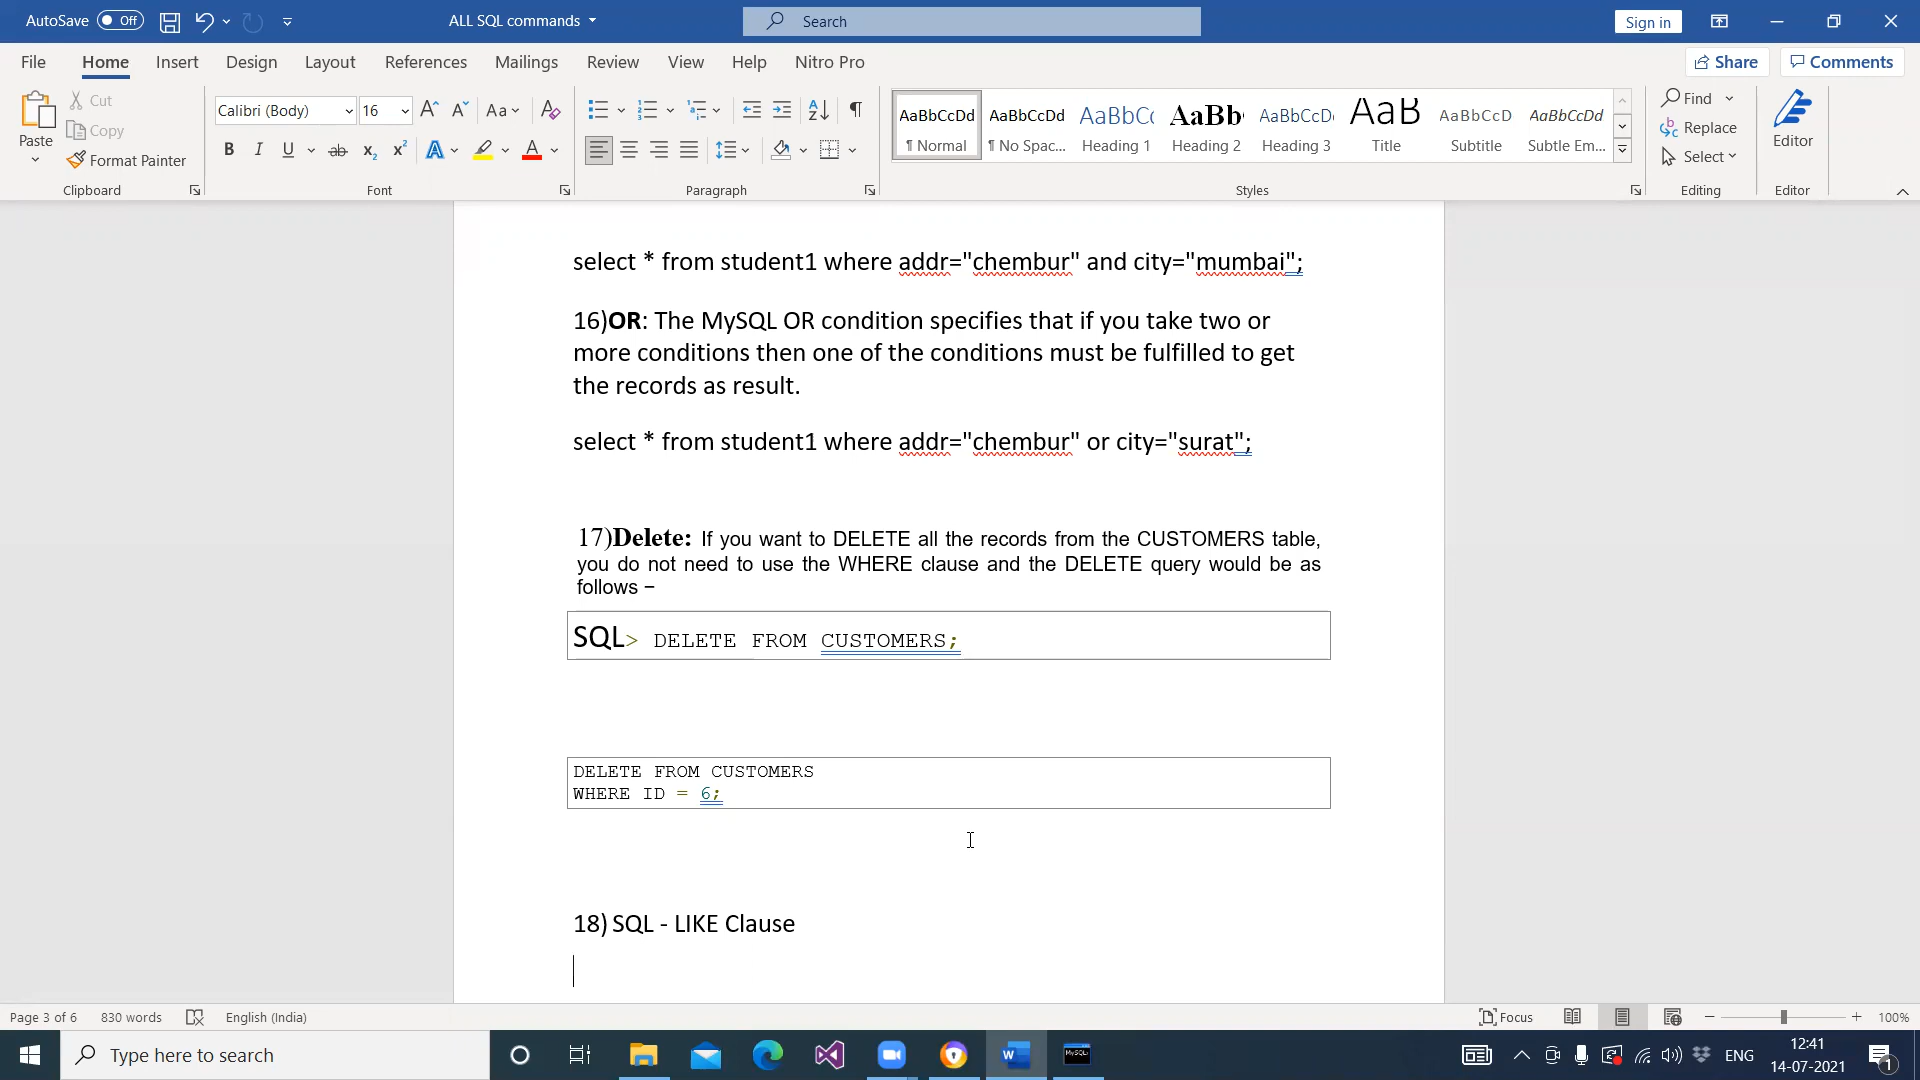 AutoSave Off ALL SQL commands Search Sign in
File Home Insert Design Layout References Mailings Review View Help Nitro Pro Share Comments
Paste Cut Copy Format Painter Clipboard
Calibri (Body) 16 Aa Font
Paragraph
AaBbCcDd AaBbCcDd AaBbCc AaBb AaBbCcD AaB AaBbCcD AaBbCcDd
¶ Normal ¶ No Spac... Heading 1 Heading 2 Heading 3 Title Subtitle Subtle Em...
Styles
Find Replace Select Editing
Editor Editor
select * from student1 where addr="chembur" and city="mumbai";
16)OR: The MySQL OR condition specifies that if you take two or
more conditions then one of the conditions must be fulfilled to get
the records as result.
select * from student1 where addr="chembur" or city="surat";
17)Delete: If you want to DELETE all the records from the CUSTOMERS table,
you do not need to use the WHERE clause and the DELETE query would be as
follows −
SQL> DELETE FROM CUSTOMERS;
DELETE FROM CUSTOMERS
WHERE ID = 6;
18) SQL - LIKE Clause
Page 3 of 6 830 words English (India) Focus 100%
Type here to search ENG 12:41
14-07-2021 1